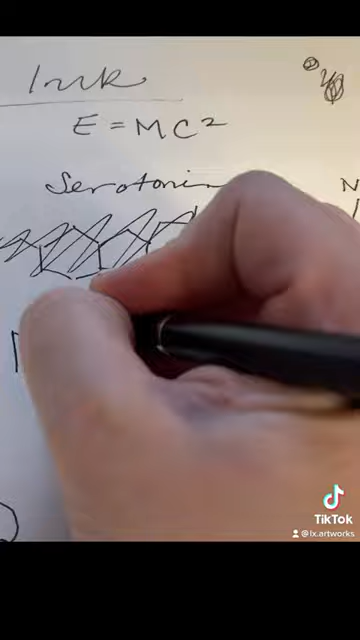 Ink
E = MC²
Serotonin
N
TikTok
@lx.artworks